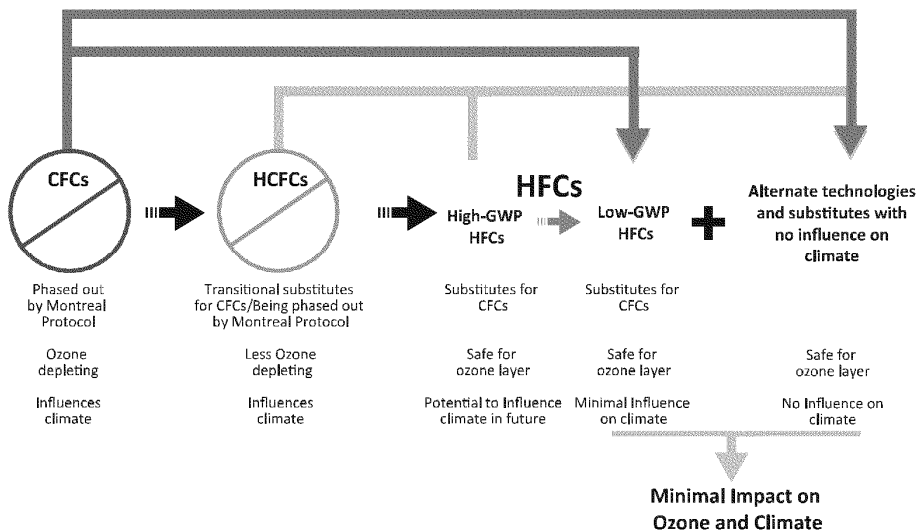 CFCs
HCFCs
HFCs
High-GWP
HFCs
Low-GWP
HFCs
Alternate technologies
and substitutes with
no influence on
climate
Phased out
by Montreal
Protocol
Transitional substitutes
for CFCs/Being phased out
by Montreal Protocol
Substitutes for
CFCs
Substitutes for
CFCs
Ozone
depleting
Less Ozone
depleting
Safe for
ozone layer
Safe for
ozone layer
Safe for
ozone layer
Influences
climate
Influences
climate
Potential to Influence
climate in future
Minimal Influence
on climate
No Influence on
climate
Minimal Impact on
Ozone and Climate